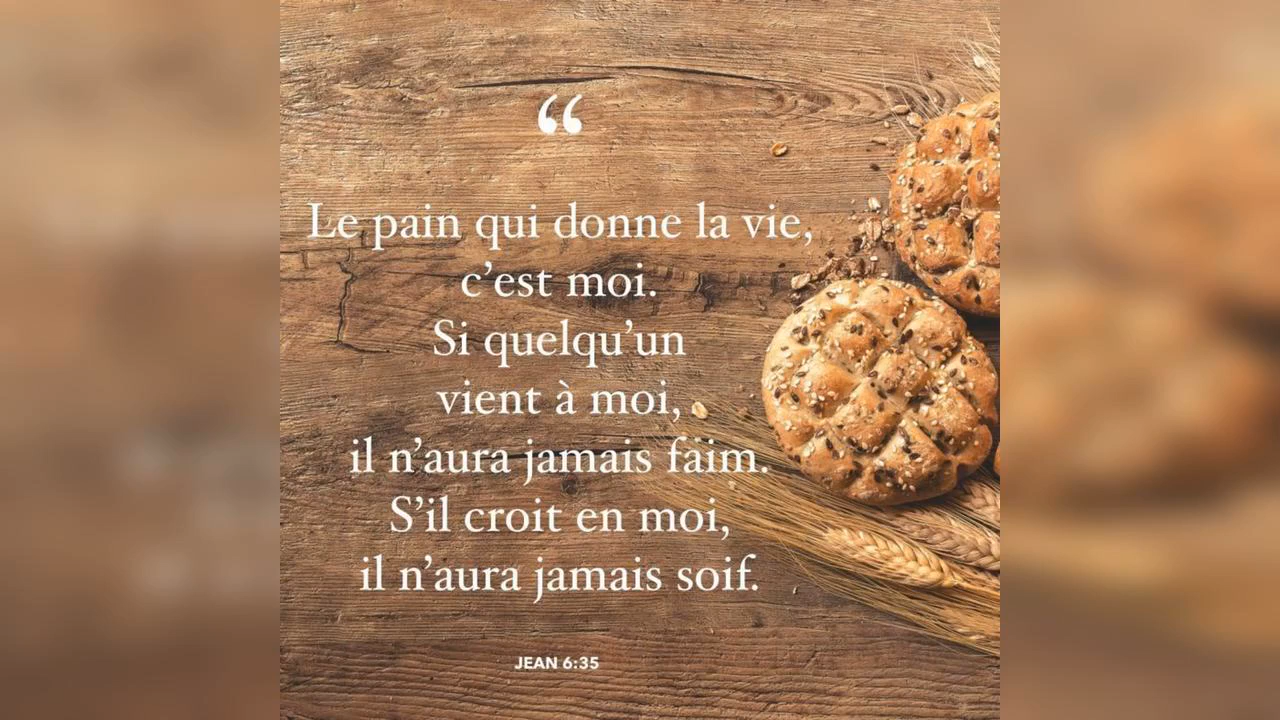 “
Le pain qui donne la vie,
c’est moi.
Si quelqu’un
vient à moi,
il n’aura jamais faim.
S’il croit en moi,
il n’aura jamais soif.
JEAN 6:35